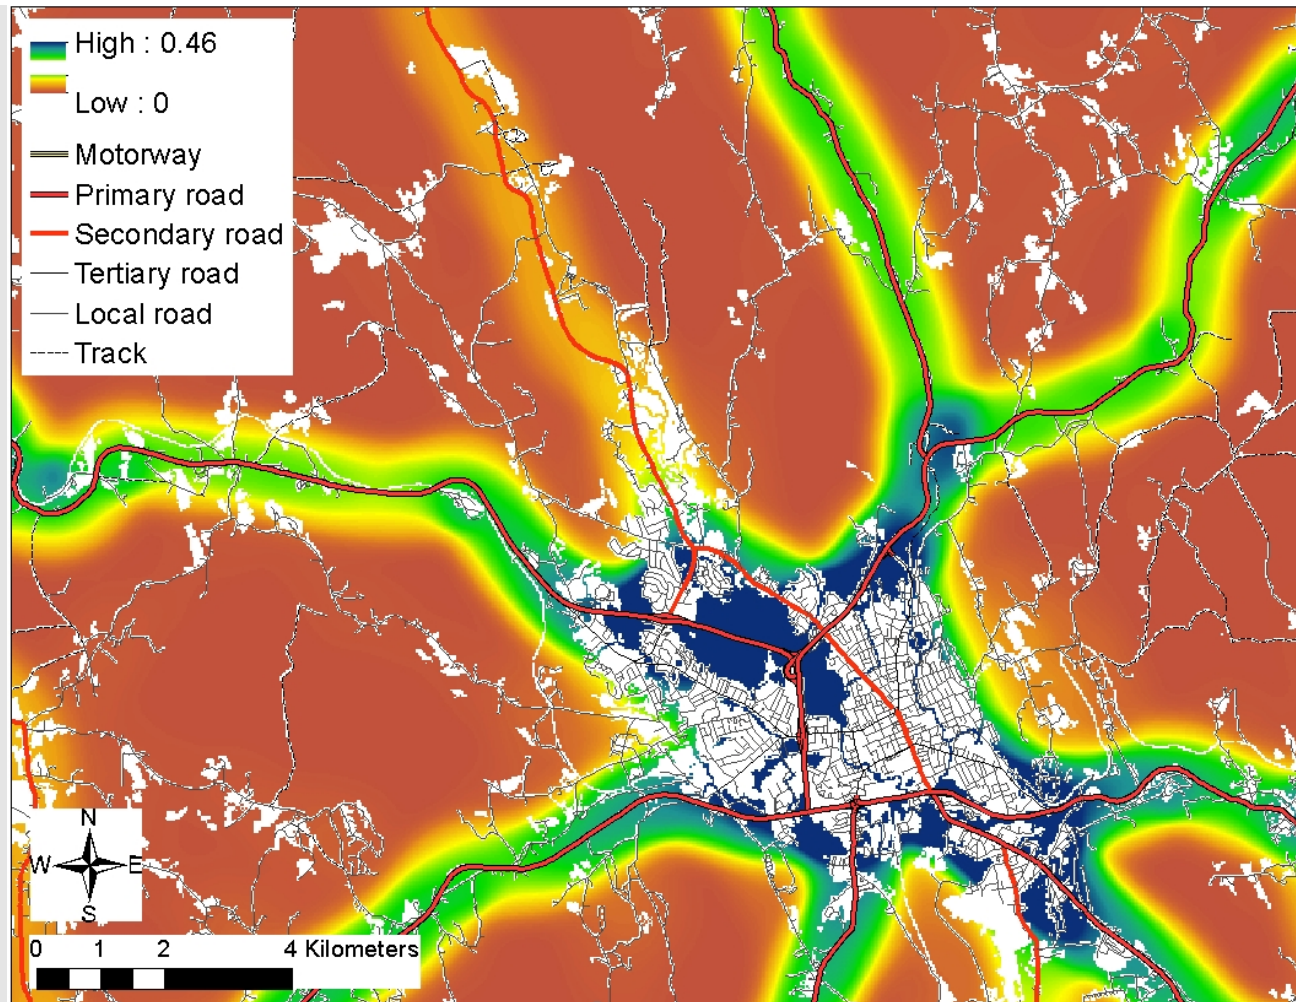 High : 0.46
Low : 0
Motorway
Primary road
Secondary road
Tertiary road
Local road
Track
N
W E
S
0 1 2 4 Kilometers